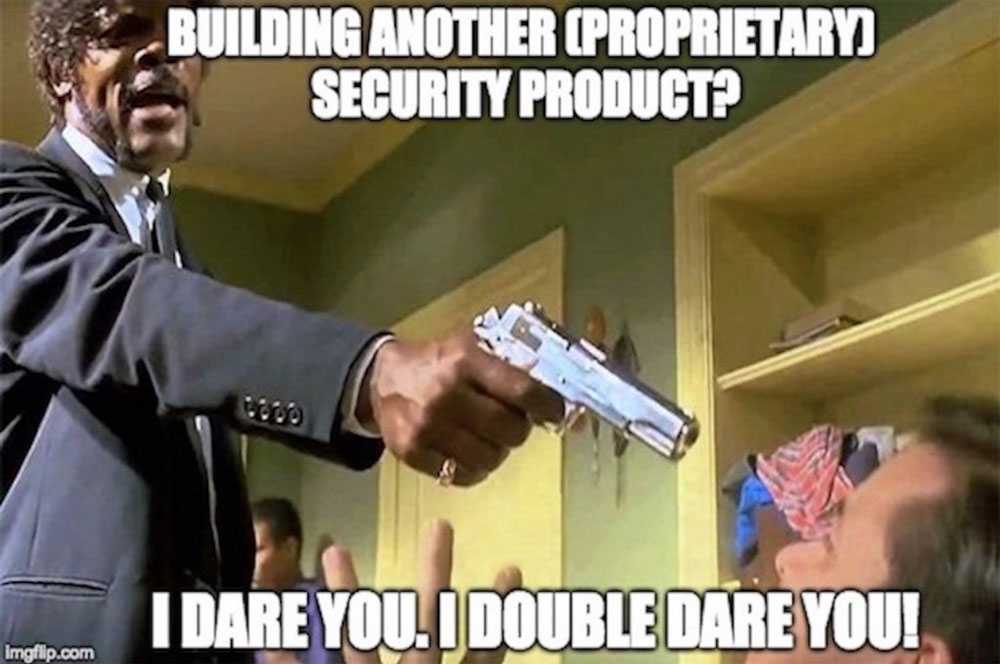 BUILDING ANOTHER (PROPRIETARY)
SECURITY PRODUCT?
I DARE YOU. I DOUBLE DARE YOU!
imgflip.com